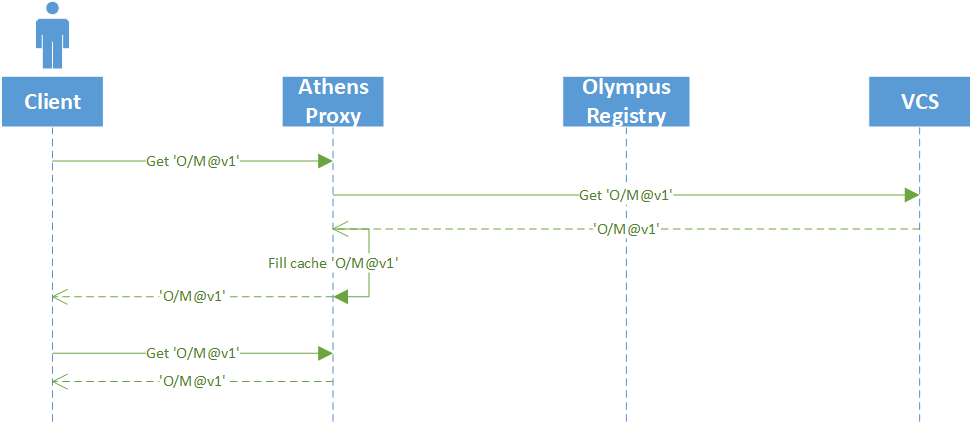 Client
Athens
Proxy
Olympus
Registry
VCS
Get 'O/M@v1'
Get 'O/M@v1'
'O/M@v1'
Fill cache 'O/M@v1'
'O/M@v1'
Get 'O/M@v1'
'O/M@v1'